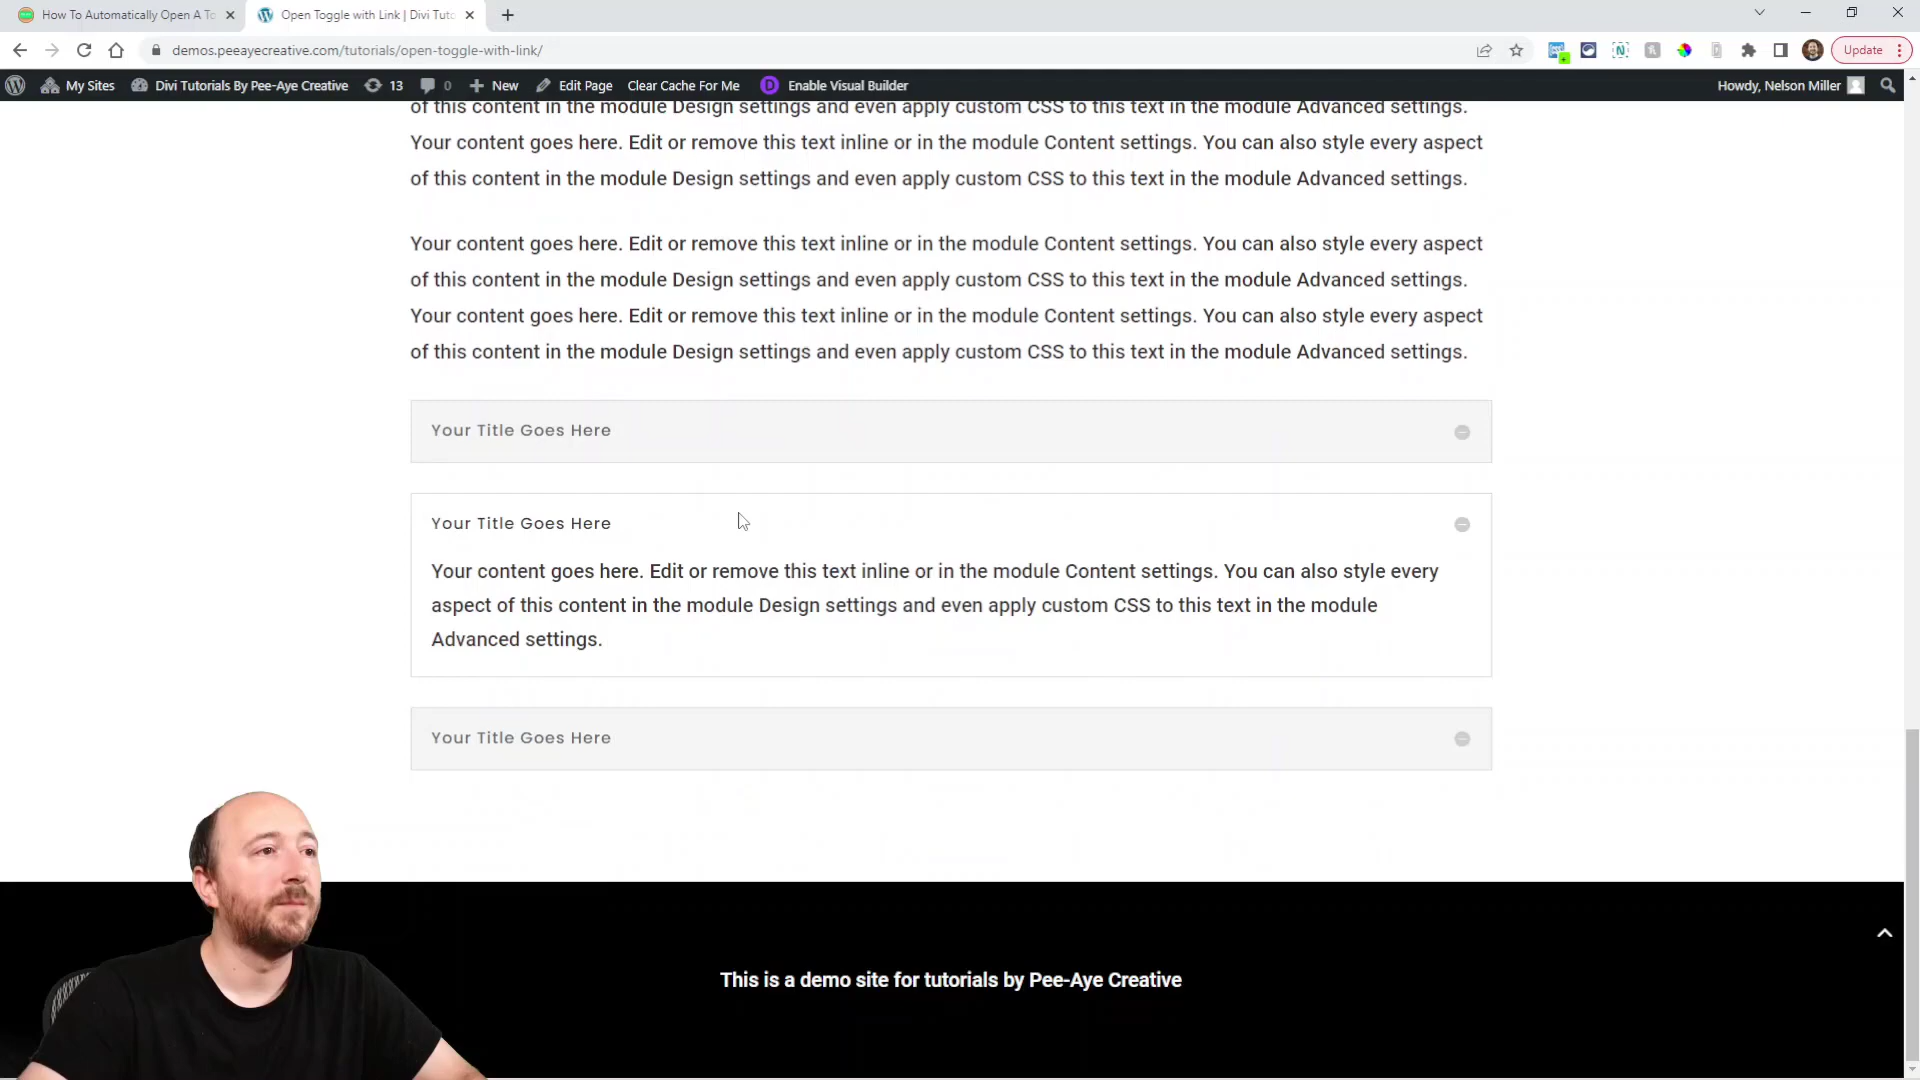 How To Automatically Open A To
Open Toggle with Link | Divi Tuto
demos.peeayecreative.com/tutorials/open-toggle-with-link/
Update
My Sites
Divi Tutorials By Pee-Aye Creative
13
0
New
Edit Page
Clear Cache For Me
Enable Visual Builder
Howdy, Nelson Miller
of this content in the module Design settings and even apply custom CSS to this text in the module Advanced settings.
Your content goes here. Edit or remove this text inline or in the module Content settings. You can also style every aspect
of this content in the module Design settings and even apply custom CSS to this text in the module Advanced settings.
Your content goes here. Edit or remove this text inline or in the module Content settings. You can also style every aspect
of this content in the module Design settings and even apply custom CSS to this text in the module Advanced settings.
Your content goes here. Edit or remove this text inline or in the module Content settings. You can also style every aspect
of this content in the module Design settings and even apply custom CSS to this text in the module Advanced settings.
Your Title Goes Here
Your Title Goes Here
Your content goes here. Edit or remove this text inline or in the module Content settings. You can also style every
aspect of this content in the module Design settings and even apply custom CSS to this text in the module
Advanced settings.
Your Title Goes Here
This is a demo site for tutorials by Pee-Aye Creative